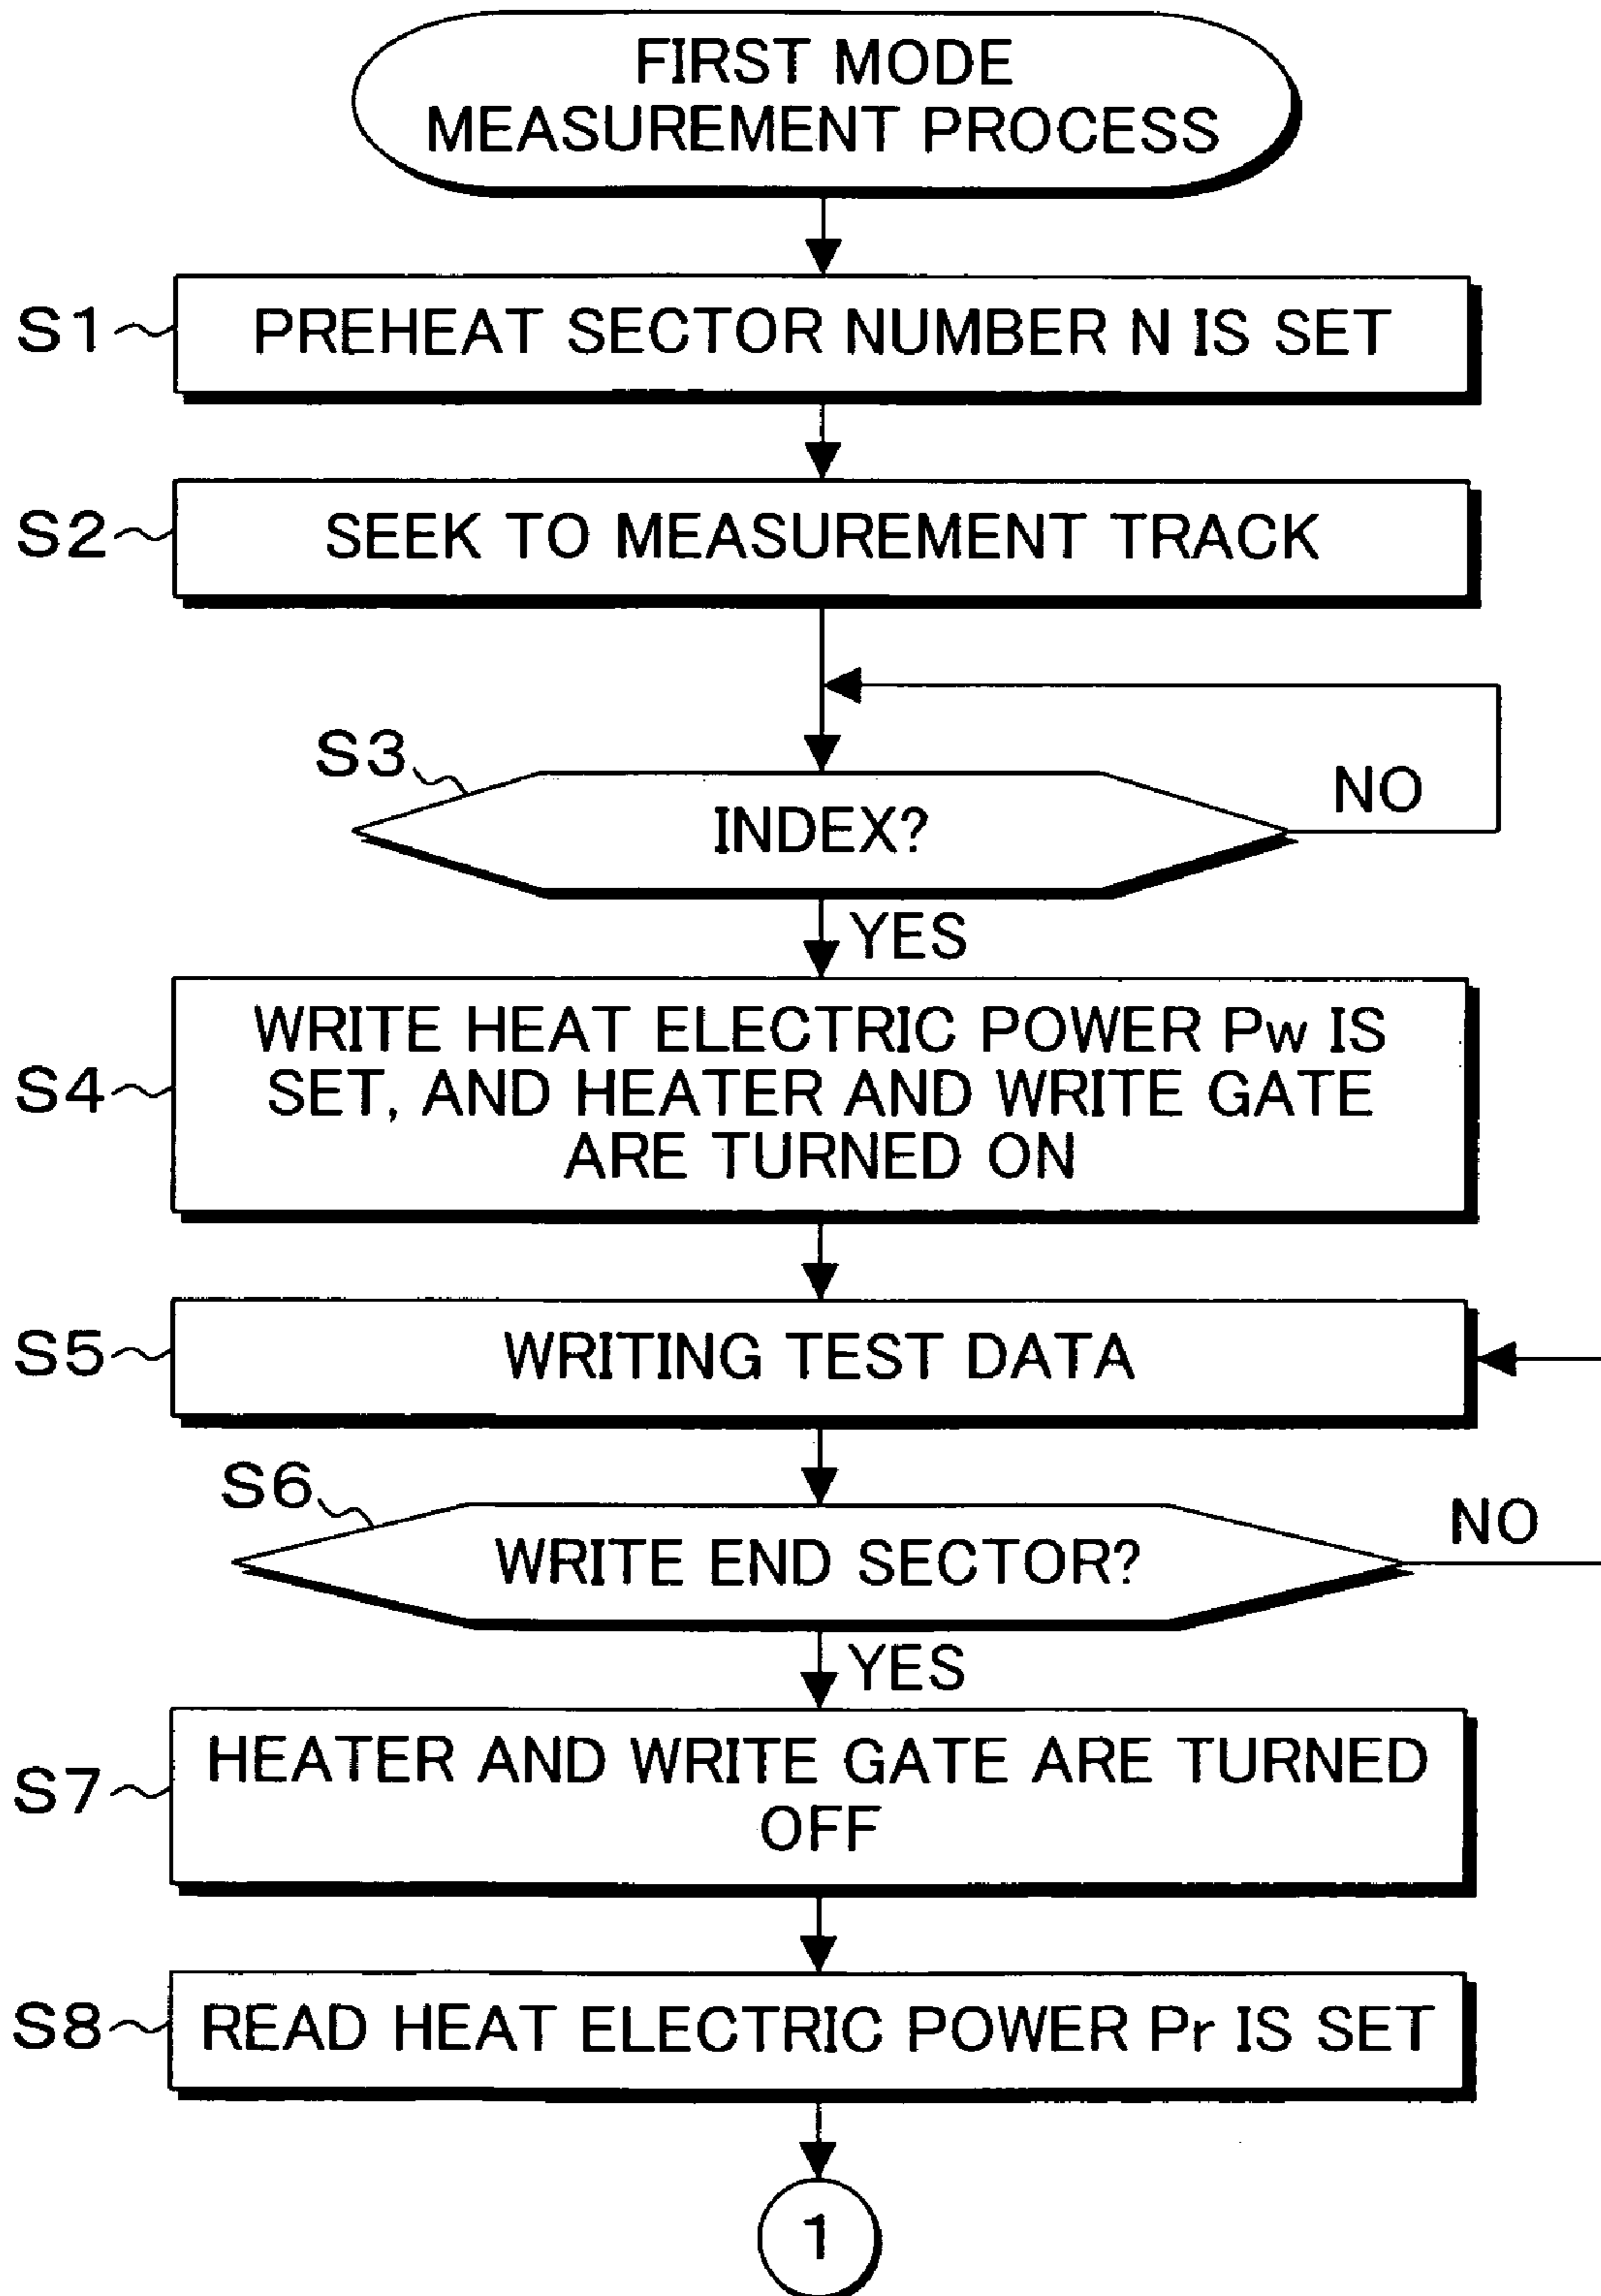 FIRST MODE
MEASUREMENT PROCESS
S1
PREHEAT SECTOR NUMBER N IS SET
S2
SEEK TO MEASUREMENT TRACK
S3
INDEX?
NO
YES
S4
WRITE HEAT ELECTRIC POWER Pw IS
SET, AND HEATER AND WRITE GATE
ARE TURNED ON
S5
WRITING TEST DATA
S6
WRITE END SECTOR?
NO
YES
S7
HEATER AND WRITE GATE ARE TURNED
OFF
S8
READ HEAT ELECTRIC POWER Pr IS SET
1